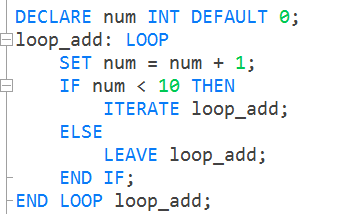 DECLARE num INT DEFAULT 0;
loop_add: LOOP
    SET num = num + 1;
    IF num < 10 THEN
        ITERATE loop_add;
    ELSE
        LEAVE loop_add;
    END IF;
END LOOP loop_add;